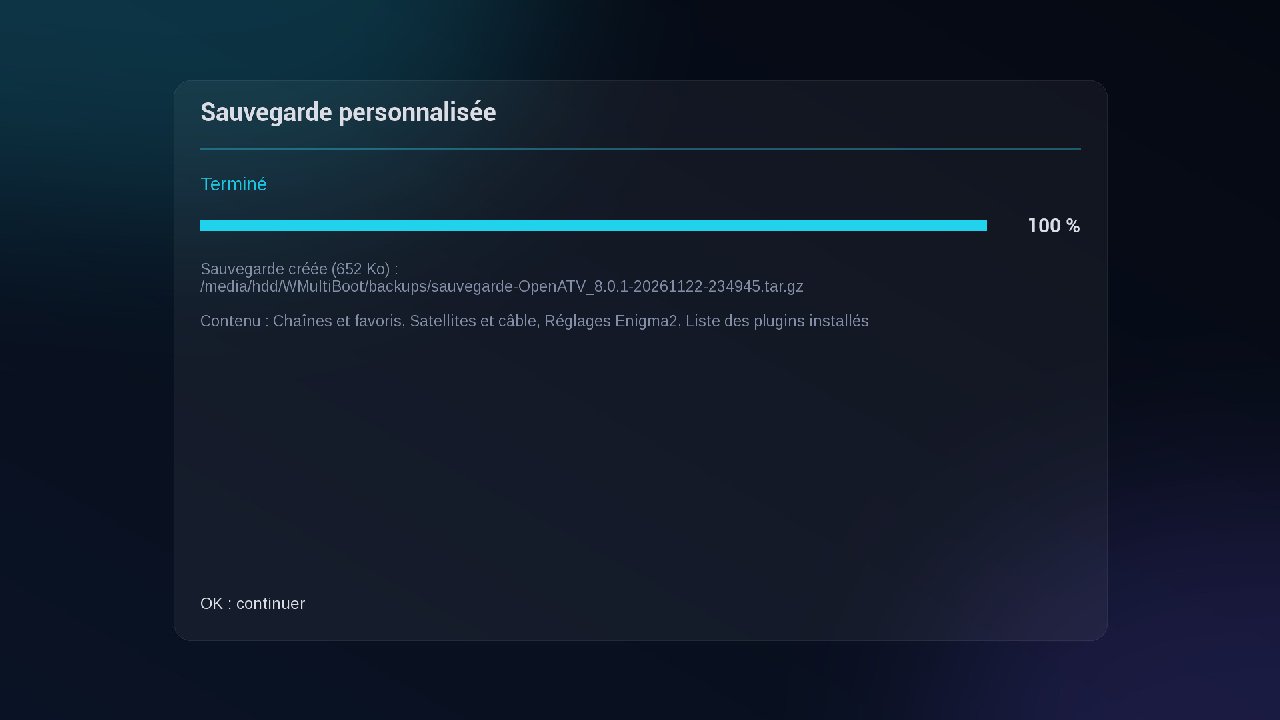 Sauvegarde personnalisée
Terminé
100 %
Sauvegarde créée (652 Ko) :
/media/hdd/WMultiBoot/backups/sauvegarde-OpenATV_8.0.1-20261122-234945.tar.gz
Contenu : Chaînes et favoris, Satellites et câble, Réglages Enigma2, Liste des plugins installés
OK : continuer